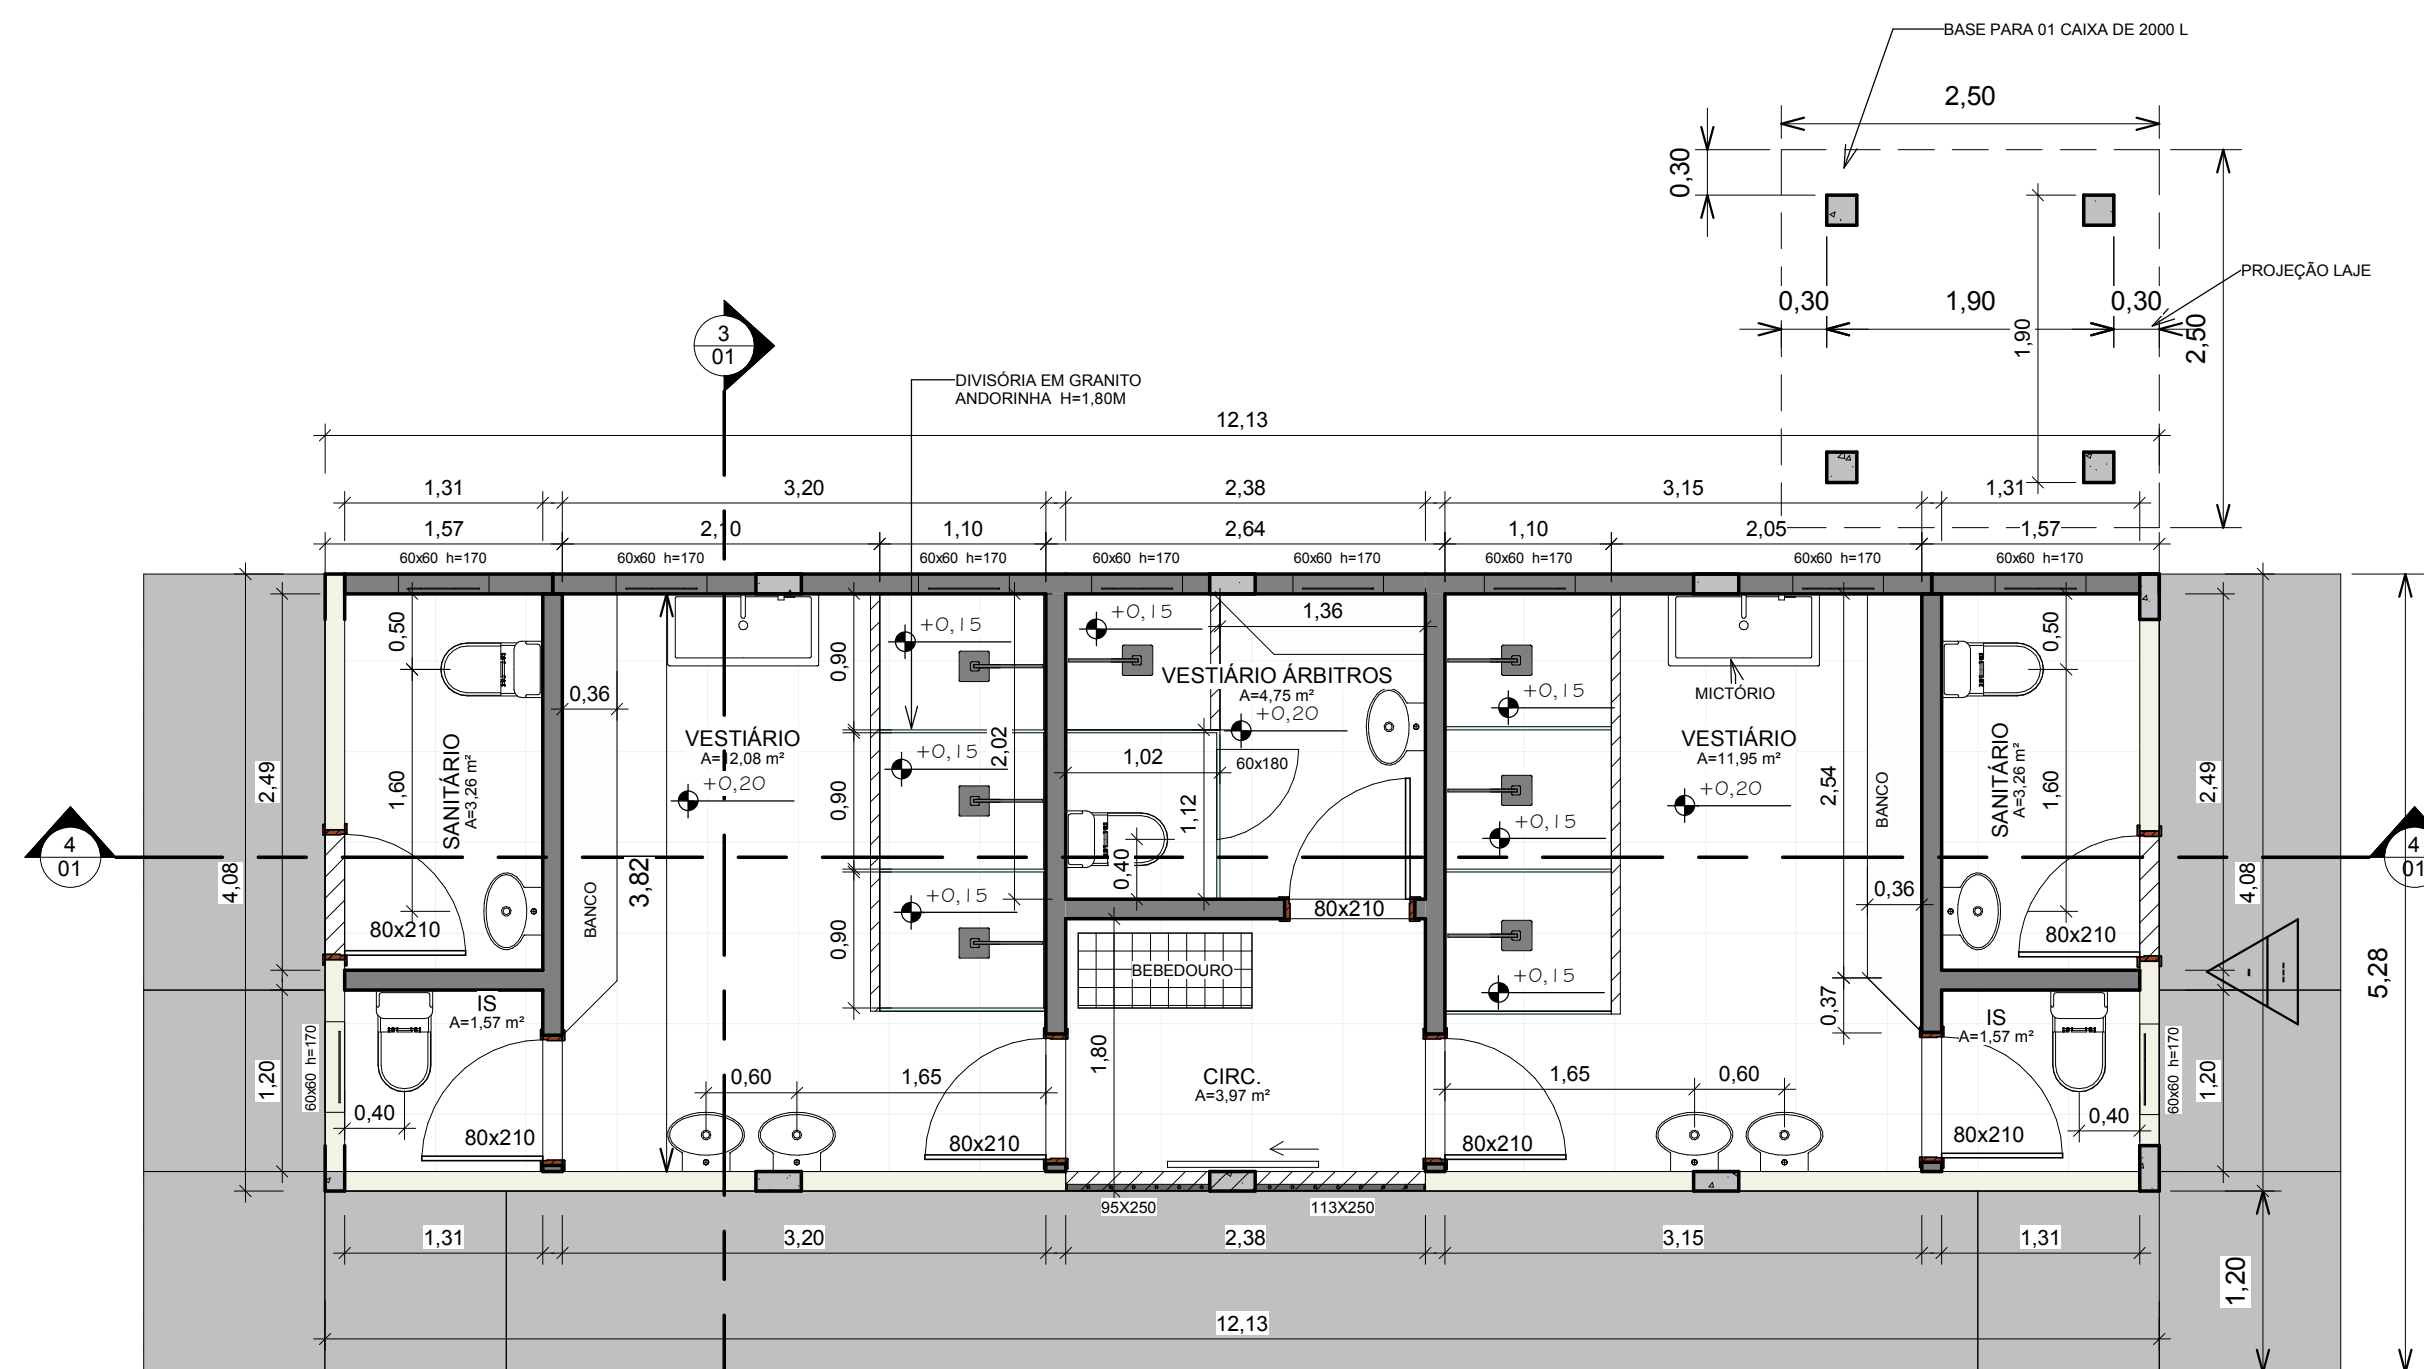 BASE PARA 01 CAIXA DE 2000 L
2,50
0,30
PROJEÇÃO LAJE
0,30
1,90
0,30
1,90
2,50
3
01
DIVISÓRIA EM GRANITO
ANDORINHA H=1,80M
12,13
1,31
3,20
2,38
3,15
1,31
1,57
2,10
1,10
2,64
1,10
2,05
1,57
60x60 h=170
60x60 h=170
60x60 h=170
60x60 h=170
60x60 h=170
60x60 h=170
60x60 h=170
60x60 h=170
0,50
1,60
SANITÁRIO
A=3,26 m²
80x210
2,49
4,08
1,20
4
01
IS
A=1,57 m²
60x60 h=170
0,40
80x210
0,36
BANCO
3,82
VESTIÁRIO
A=12,08 m²
+0,20
0,90
0,90
0,90
+0,15
+0,15
+0,15
2,02
0,60
1,65
80x210
+0,15
1,36
VESTIÁRIO ÁRBITROS
A=4,75 m²
+0,20
1,02
60x180
1,12
0,40
80x210
BEBEDOURO
1,80
CIRC.
A=3,97 m²
95X250
113X250
+0,15
+0,15
+0,15
MICTÓRIO
VESTIÁRIO
A=11,95 m²
+0,20
2,54
BANCO
0,36
0,37
1,65
0,60
80x210
0,50
1,60
SANITÁRIO
A=3,26 m²
80x210
IS
A=1,57 m²
80x210
0,40
60x60 h=170
2,49
4,08
1,20
4
01
-
---
5,28
1,20
1,31
3,20
2,38
3,15
1,31
12,13